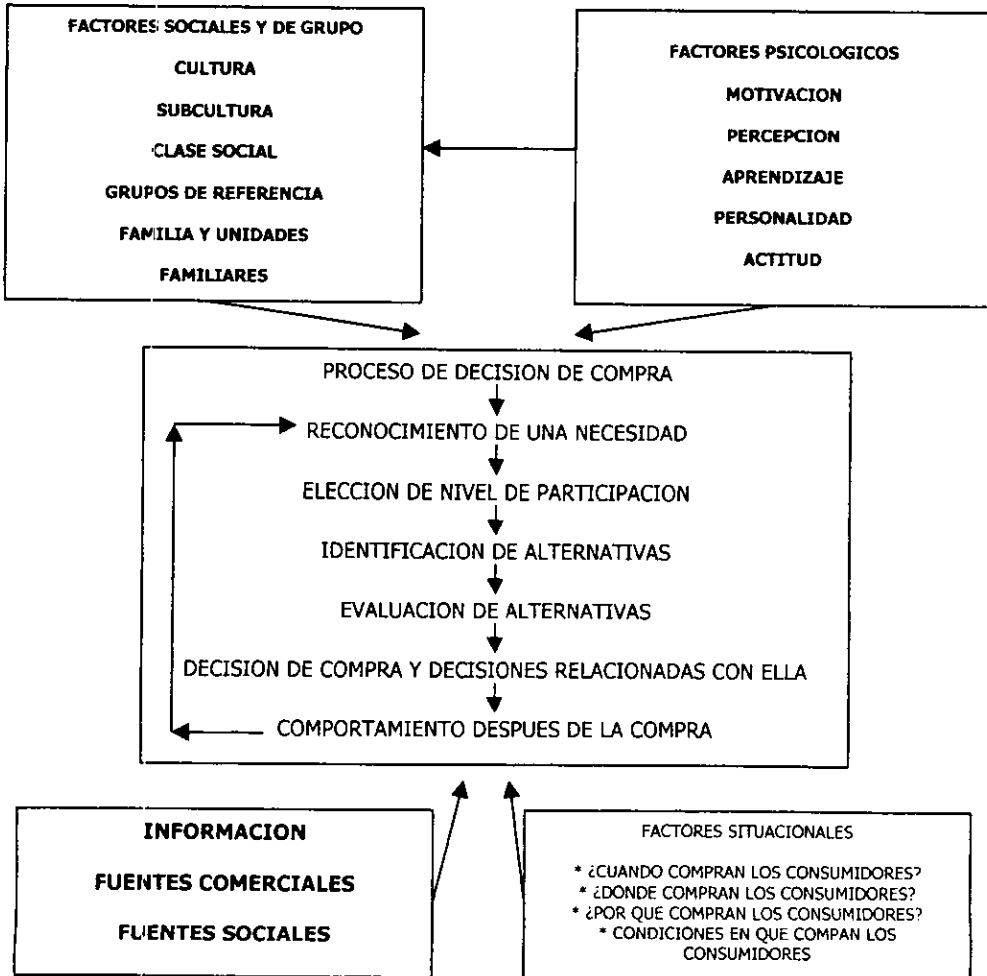 FACTORES SOCIALES Y DE GRUPO
CULTURA
SUBCULTURA
CLASE SOCIAL
GRUPOS DE REFERENCIA
FAMILIA Y UNIDADES
FAMILIARES
FACTORES PSICOLOGICOS
MOTIVACION
PERCEPCION
APRENDIZAJE
PERSONALIDAD
ACTITUD
PROCESO DE DECISION DE COMPRA
RECONOCIMIENTO DE UNA NECESIDAD
ELECCION DE NIVEL DE PARTICIPACION
IDENTIFICACION DE ALTERNATIVAS
EVALUACION DE ALTERNATIVAS
DECISION DE COMPRA Y DECISIONES RELACIONADAS CON ELLA
COMPORTAMIENTO DESPUES DE LA COMPRA
INFORMACION
FUENTES COMERCIALES
FUENTES SOCIALES
FACTORES SITUACIONALES
* ¿CUANDO COMPRAN LOS CONSUMIDORES?
* ¿DONDE COMPRAN LOS CONSUMIDORES?
* ¿POR QUE COMPRAN LOS CONSUMIDORES?
* CONDICIONES EN QUE COMPAN LOS
CONSUMIDORES